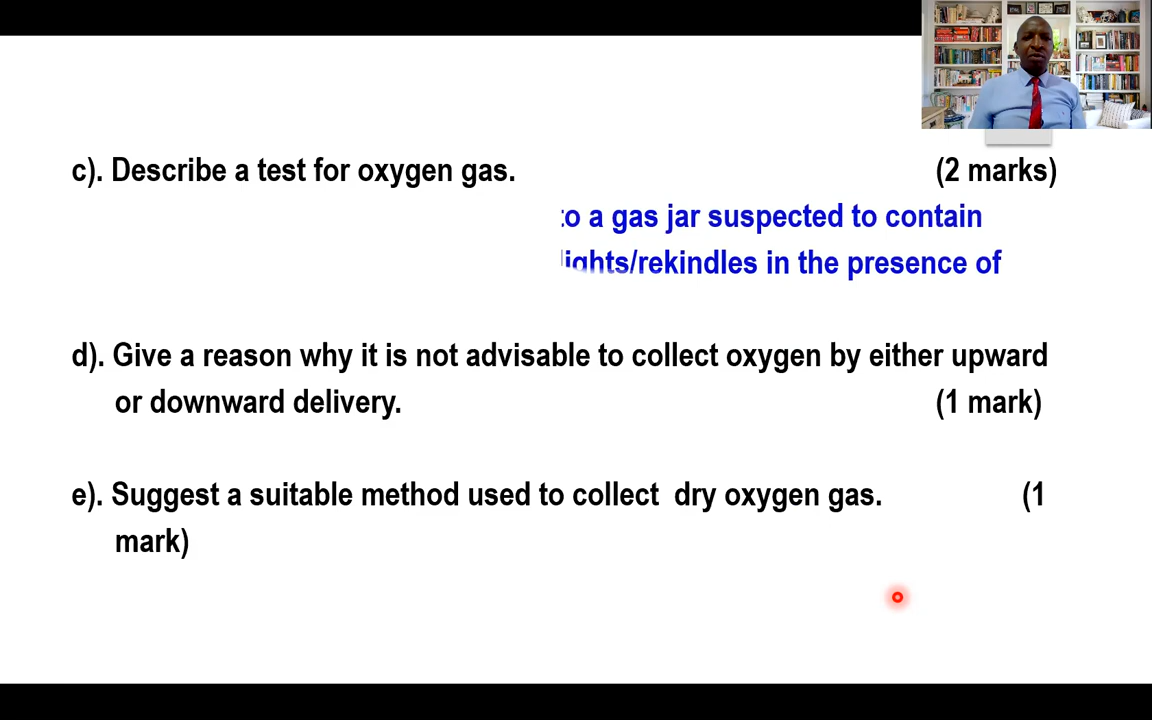 c). Describe a test for oxygen gas. (2 marks)
to a gas jar suspected to contain
lights/rekindles in the presence of
d). Give a reason why it is not advisable to collect oxygen by either upward
or downward delivery. (1 mark)
e). Suggest a suitable method used to collect dry oxygen gas. (1
mark)